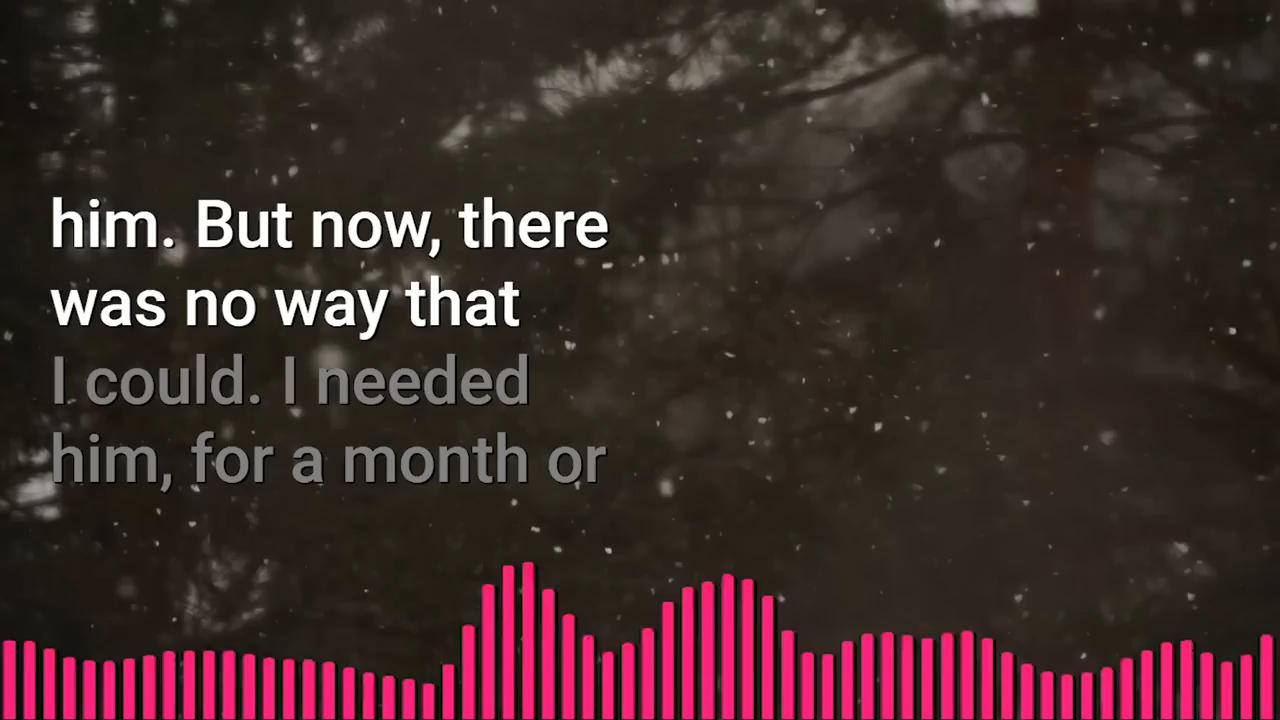 him. But now, there
was no way that
I could. I needed
him, for a month or